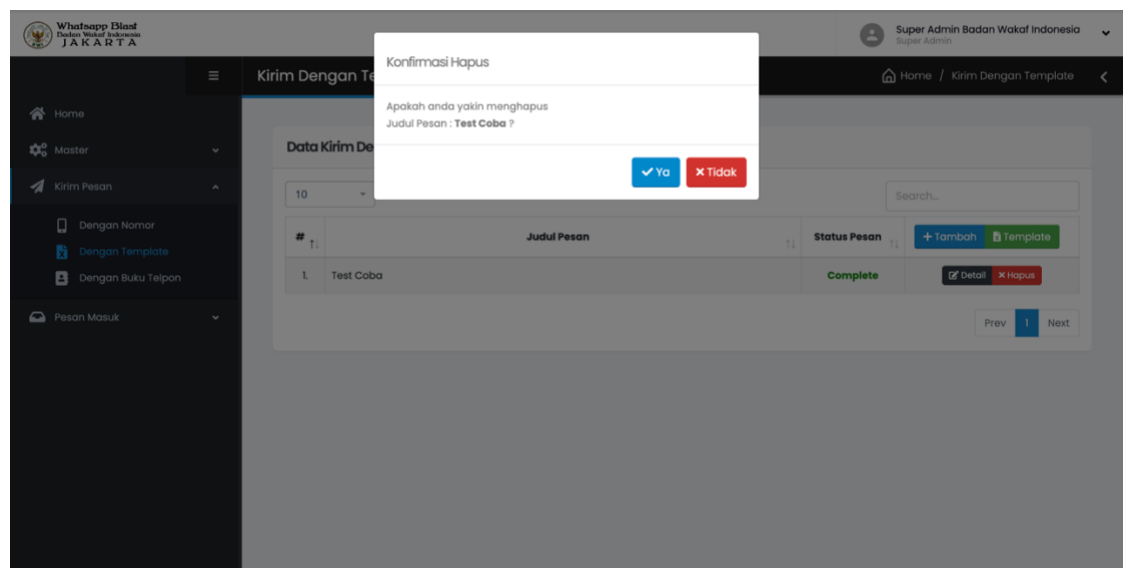 Whatsapp Blast
Badan Wakaf Indonesia
JAKARTA
Super Admin Badan Wakaf Indonesia
Super Admin
Konfirmasi Hapus
Kirim Dengan Te
Home / Kirim Dengan Template
Apakah anda yakin menghapus
Judul Pesan : Test Coba ?
Ya
Tidak
Home
Master
Kirim Pesan
Dengan Nomor
Dengan Template
Dengan Buku Telpon
Pesan Masuk
Data Kirim De
10
Search...
# Judul Pesan Status Pesan Tambah Template
1. Test Coba Complete Detail Hapus
Prev 1 Next